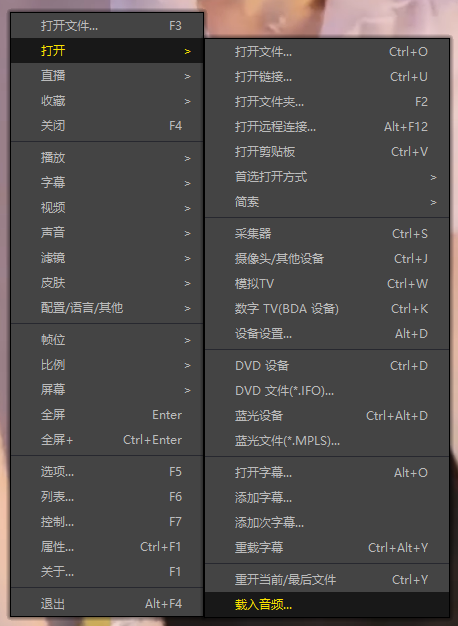 打开文件... F3
打开 >
直播 >
收藏 >
关闭 F4
播放 >
字幕 >
视频 >
声音 >
滤镜 >
皮肤 >
配置/语言/其他 >
帧位 >
比例 >
屏幕 >
全屏 Enter
全屏+ Ctrl+Enter
选项... F5
列表... F6
控制... F7
属性... Ctrl+F1
关于... F1
退出 Alt+F4
打开文件... Ctrl+O
打开链接... Ctrl+U
打开文件夹... F2
打开远程连接... Alt+F12
打开剪贴板 Ctrl+V
首选打开方式 >
简索 >
采集器 Ctrl+S
摄像头/其他设备 Ctrl+J
模拟TV Ctrl+W
数字 TV(BDA 设备) Ctrl+K
设备设置... Alt+D
DVD 设备 Ctrl+D
DVD 文件(*.IFO)...
蓝光设备 Ctrl+Alt+D
蓝光文件(*.MPLS)...
打开字幕... Alt+O
添加字幕...
添加次字幕...
重载字幕 Ctrl+Alt+Y
重开当前/最后文件 Ctrl+Y
载入音频...